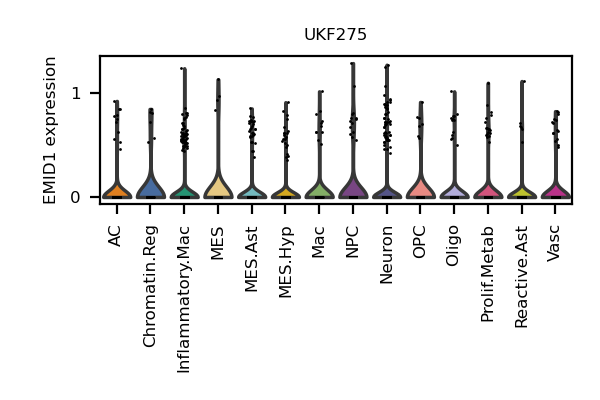 UKF275
EMID1 expression
1
0
AC
Chromatin.Reg
Inflammatory.Mac
MES
MES.Ast
MES.Hyp
Mac
NPC
Neuron
OPC
Oligo
Prolif.Metab
Reactive.Ast
Vasc